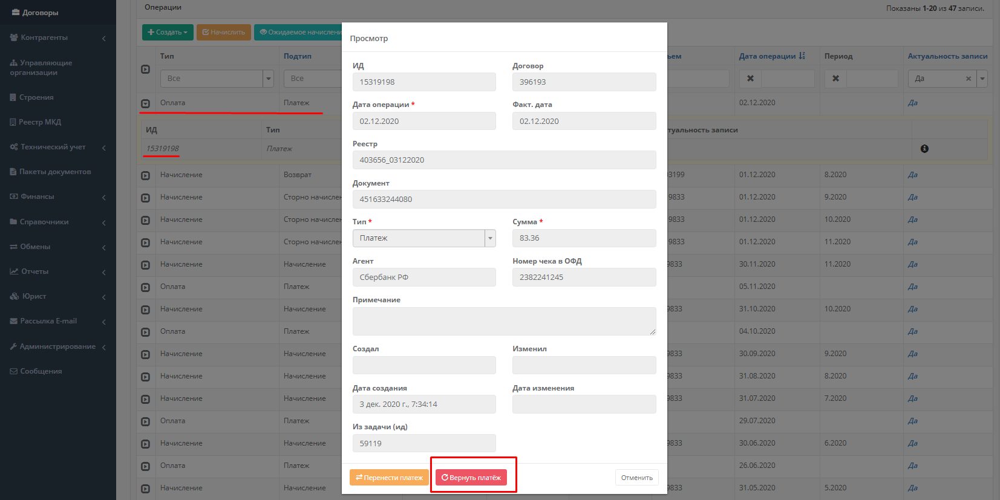 Договоры
Контрагенты
Управляющие
организации
Строения
Реестр МКД
Технический учет
Пакеты документов
Финансы
Справочники
Обмены
Отчеты
Юрист
Рассылка E-mail
Администрирование
Сообщения
Операции
Показаны 1-20 из 47 записи.
Создать Начислить Ожидаемое начислени
Тип Подтип ъем Дата операции Период Актуальность записи
Все Все Да
Оплата Платеж 02.12.2020 Да
ИД Тип туальность записи
15319198 Платеж
Начисление Возврат 3199 01.12.2020 8.2020 Да
Начисление Сторно начислен 9833 01.12.2020 9.2020 Да
Начисление Сторно начислен 9833 01.12.2020 10.2020 Да
Начисление Сторно начислен 9833 01.12.2020 11.2020 Да
Начисление Начисление 9833 30.11.2020 11.2020 Да
Оплата Платеж 05.11.2020 Да
Начисление Начисление 9833 31.10.2020 10.2020 Да
Оплата Платеж 04.10.2020 Да
Начисление Начисление 9833 30.09.2020 9.2020 Да
Начисление Начисление 9833 31.08.2020 8.2020 Да
Начисление Начисление 9833 31.07.2020 7.2020 Да
Оплата Платеж 29.07.2020 Да
Начисление Начисление 9833 30.06.2020 6.2020 Да
Оплата Платеж 26.06.2020 Да
Начисление Начисление 9833 31.05.2020 5.2020 Да
Просмотр
ИД Договор
15319198 396193
Дата операции * Факт. дата
02.12.2020 02.12.2020
Реестр
403656_03122020
Документ
451633244080
Тип * Сумма *
Платеж 83.36
Агент Номер чека в ОФД
Сбербанк РФ 2382241245
Примечание
Создал Изменил
Дата создания Дата изменения
3 дек. 2020 г., 7:34:14
Из задачи (ид)
59119
Перенести платеж Вернуть платёж Отменить